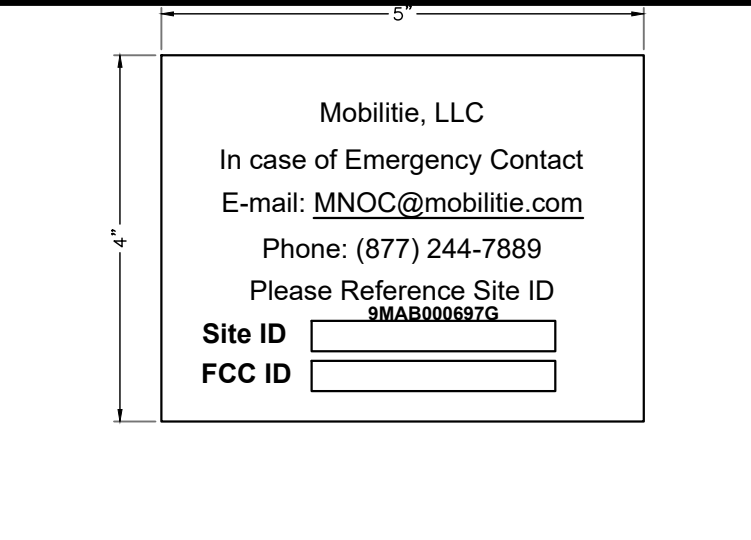 5"
Mobilitie, LLC
In case of Emergency Contact
E-mail: MNOC@mobilitie.com
Phone: (877) 244-7889
4"
Please Reference Site ID
9MAB000697G
Site ID
FCC ID